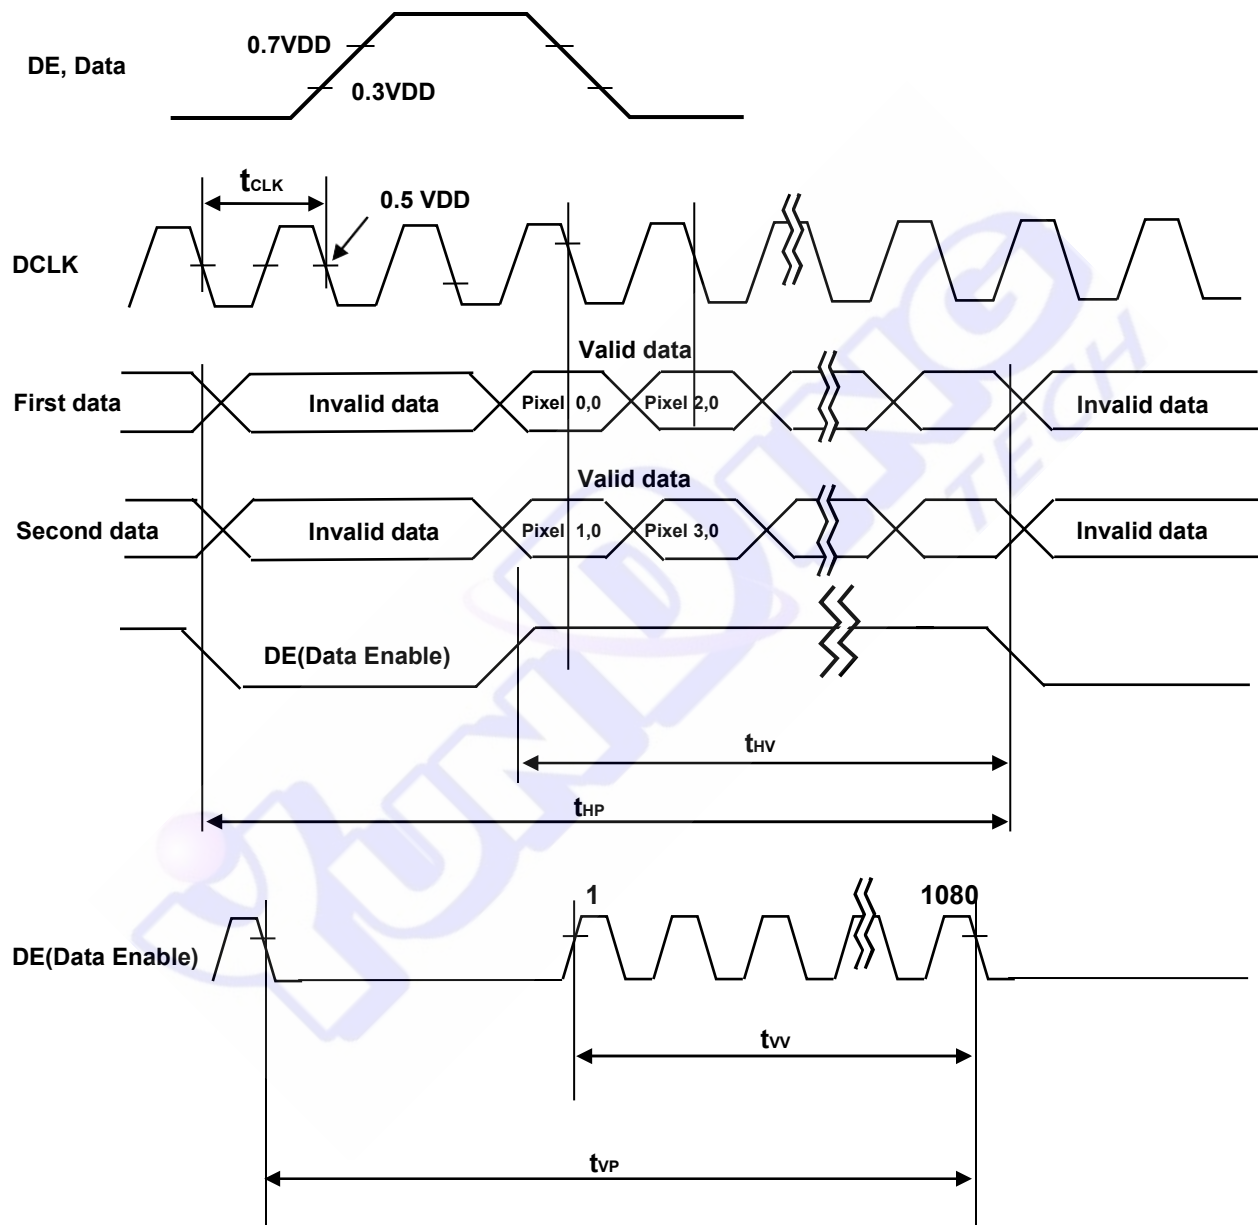 0.7VDD
DE, Data
0.3VDD
tCLK
0.5 VDD
DCLK
Valid data
First data
Invalid data
Pixel 0,0
Pixel 2,0
Invalid data
Valid data
Second data
Invalid data
Pixel 1,0
Pixel 3,0
Invalid data
DE(Data Enable)
tHV
tHP
1
1080
DE(Data Enable)
tVV
tVP
YUNDING
TECH